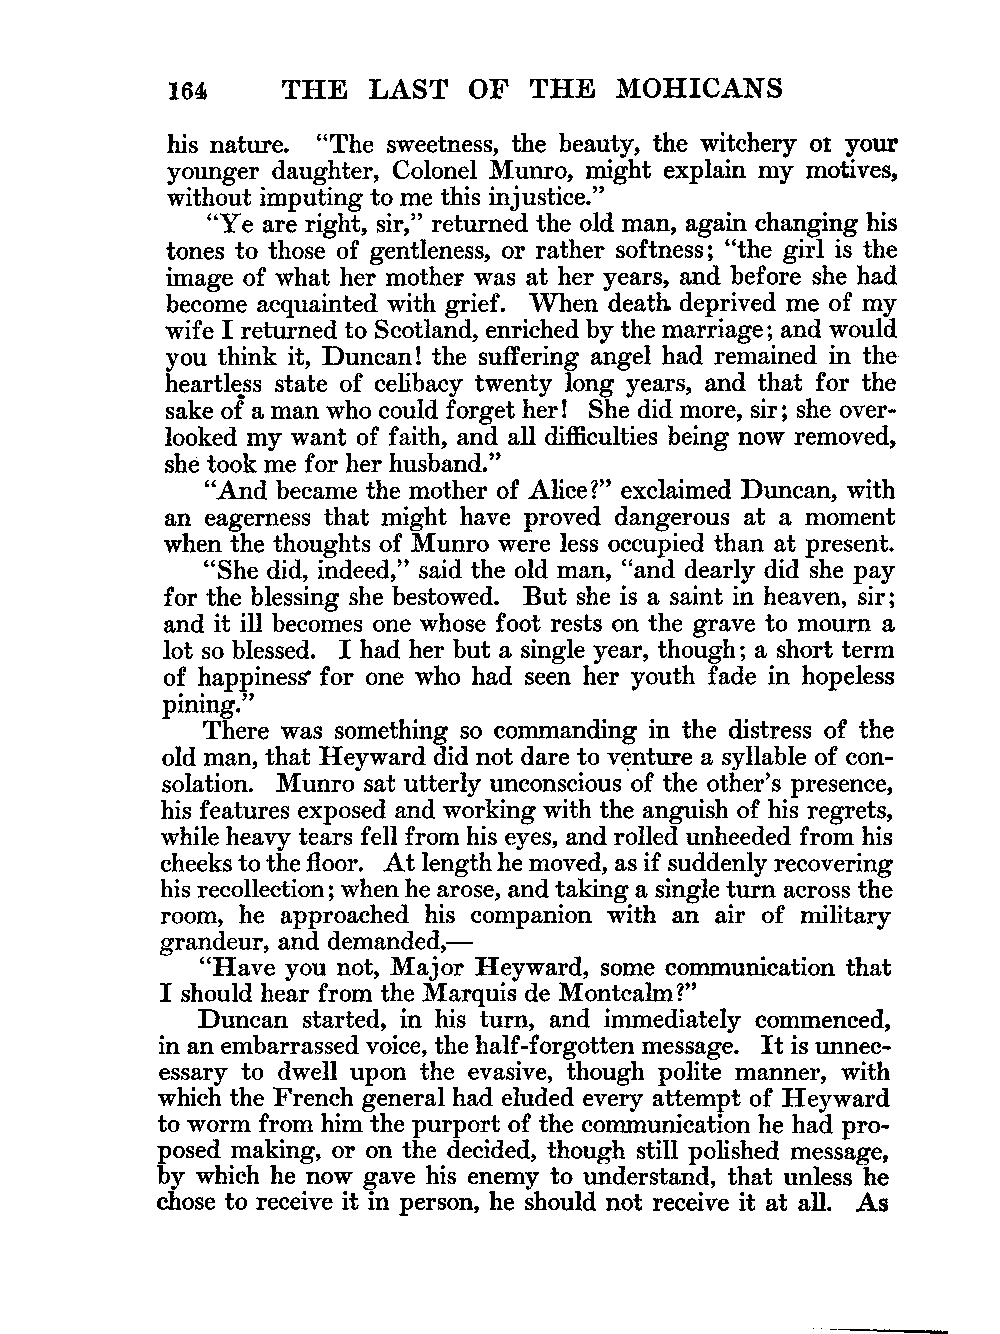 164 THE LAST OF THE MOHICANS
his nature. “The sweetness, the beauty, the witchery of your
younger daughter, Colonel Munro, might explain my motives,
without imputing to me this injustice.”
“Ye are right, sir,” returned the old man, again changing his
tones to those of gentleness, or rather softness; “the girl is the
image of what her mother was at her years, and before she had
become acquainted with grief. When death deprived me of my
wife I returned to Scotland, enriched by the marriage; and would
you think it, Duncan! the suffering angel had remained in the
heartless state of celibacy twenty long years, and that for the
sake of a man who could forget her! She did more, sir; she over-
looked my want of faith, and all difficulties being now removed,
she took me for her husband.”
“And became the mother of Alice?” exclaimed Duncan, with
an eagerness that might have proved dangerous at a moment
when the thoughts of Munro were less occupied than at present.
“She did, indeed,” said the old man, “and dearly did she pay
for the blessing she bestowed. But she is a saint in heaven, sir;
and it ill becomes one whose foot rests on the grave to mourn a
lot so blessed. I had her but a single year, though; a short term
of happiness for one who had seen her youth fade in hopeless
pining.”
There was something so commanding in the distress of the
old man, that Heyward did not dare to venture a syllable of con-
solation. Munro sat utterly unconscious of the other’s presence,
his features exposed and working with the anguish of his regrets,
while heavy tears fell from his eyes, and rolled unheeded from his
cheeks to the floor. At length he moved, as if suddenly recovering
his recollection; when he arose, and taking a single turn across the
room, he approached his companion with an air of military
grandeur, and demanded,—
“Have you not, Major Heyward, some communication that
I should hear from the Marquis de Montcalm?”
Duncan started, in his turn, and immediately commenced,
in an embarrassed voice, the half-forgotten message. It is unnec-
essary to dwell upon the evasive, though polite manner, with
which the French general had eluded every attempt of Heyward
to worm from him the purport of the communication he had pro-
posed making, or on the decided, though still polished message,
by which he now gave his enemy to understand, that unless he
chose to receive it in person, he should not receive it at all. As